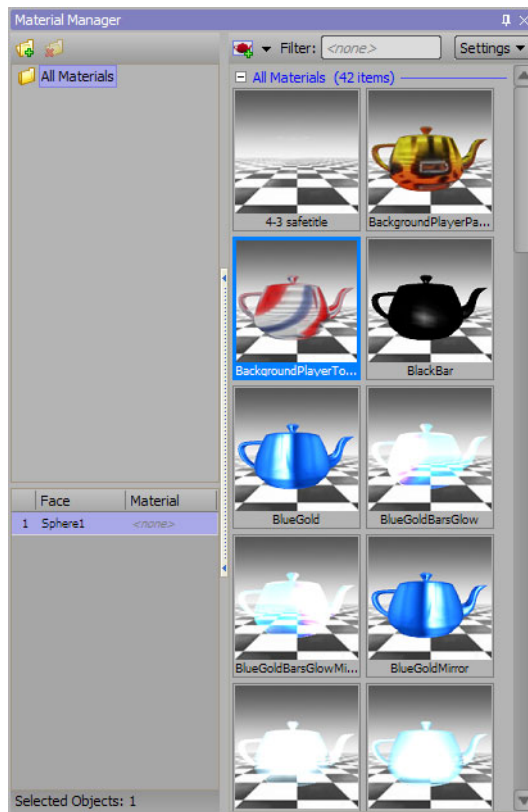 Material Manager
Filter: <none> Settings
All Materials
All Materials (42 items)
4-3 safetitle
BackgroundPlayerPa...
BackgroundPlayerTo...
BlackBar
BlueGold
BlueGoldBarsGlow
BlueGoldBarsGlowMi...
BlueGoldMirror
Face Material
1 Sphere1 <none>
Selected Objects: 1